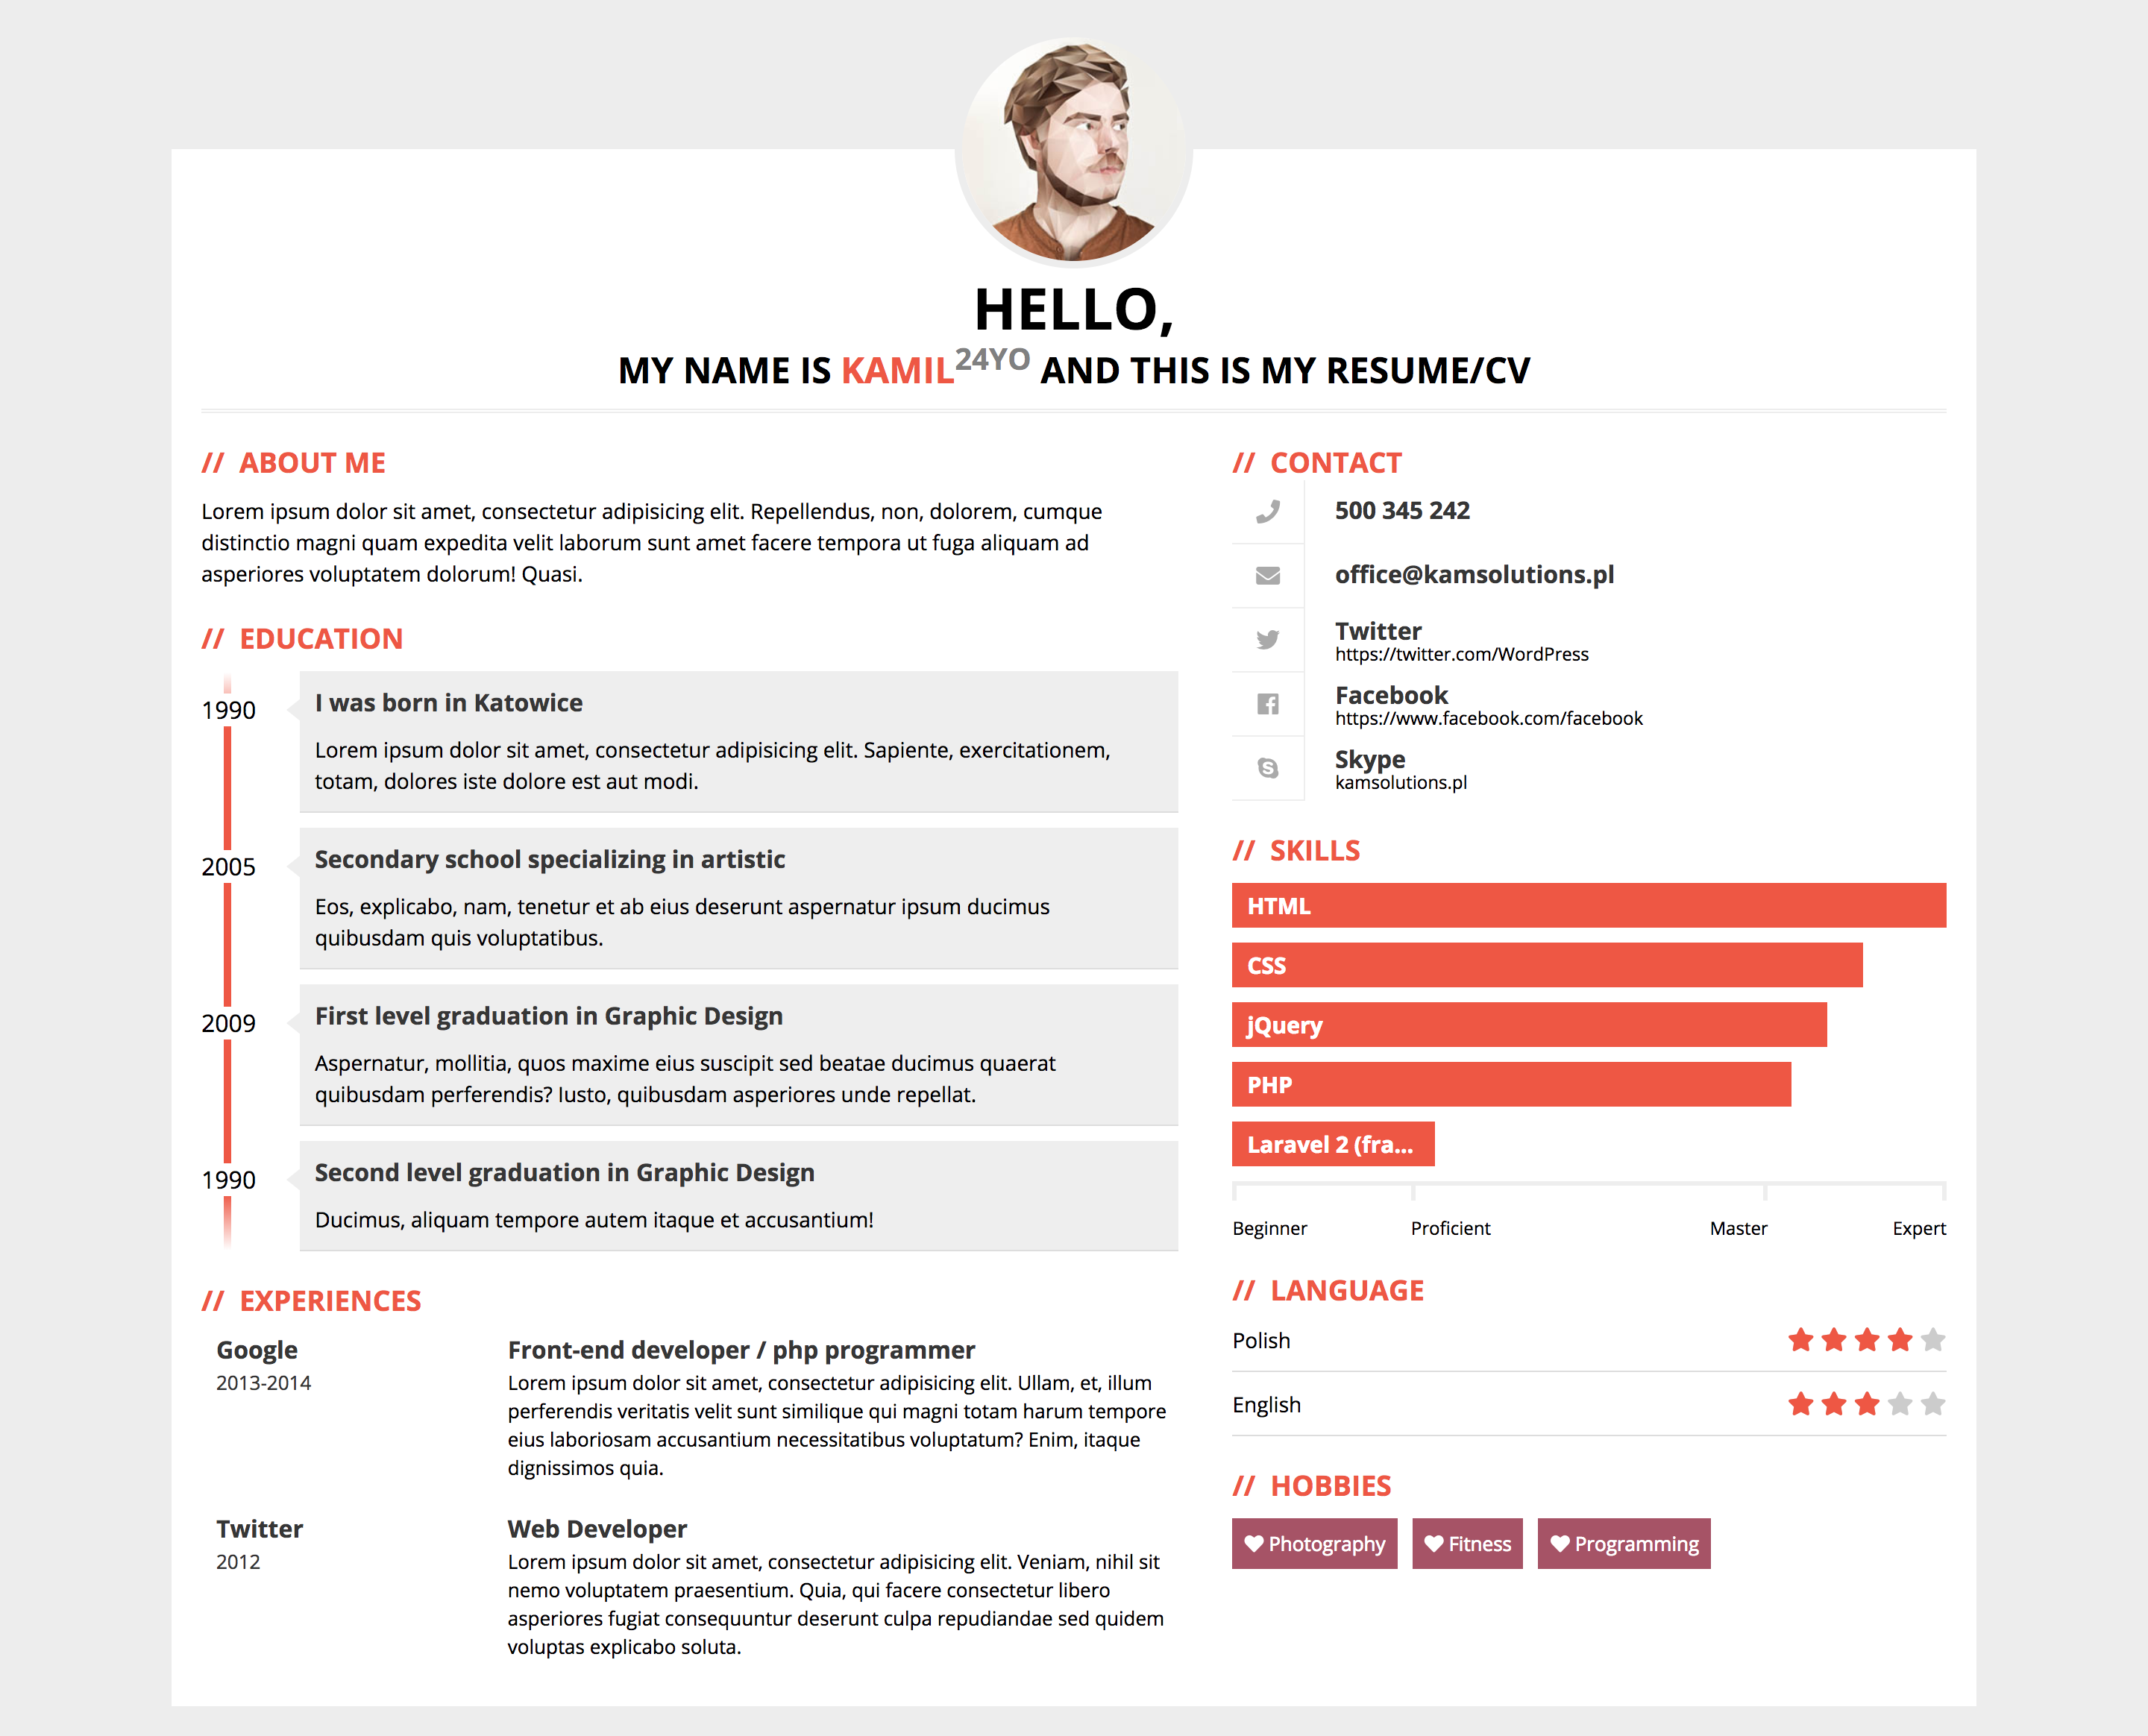 HELLO,
MY NAME IS KAMIL24YO AND THIS IS MY RESUME/CV
// ABOUT ME
Lorem ipsum dolor sit amet, consectetur adipisicing elit. Repellendus, non, dolorem, cumque
distinctio magni quam expedita velit laborum sunt amet facere tempora ut fuga aliquam ad
asperiores voluptatem dolorum! Quasi.
// EDUCATION
1990
I was born in Katowice
Lorem ipsum dolor sit amet, consectetur adipisicing elit. Sapiente, exercitationem,
totam, dolores iste dolore est aut modi.
2005
Secondary school specializing in artistic
Eos, explicabo, nam, tenetur et ab eius deserunt aspernatur ipsum ducimus
quibusdam quis voluptatibus.
2009
First level graduation in Graphic Design
Aspernatur, mollitia, quos maxime eius suscipit sed beatae ducimus quaerat
quibusdam perferendis? Iusto, quibusdam asperiores unde repellat.
1990
Second level graduation in Graphic Design
Ducimus, aliquam tempore autem itaque et accusantium!
// EXPERIENCES
Google
2013-2014
Front-end developer / php programmer
Lorem ipsum dolor sit amet, consectetur adipisicing elit. Ullam, et, illum
perferendis veritatis velit sunt similique qui magni totam harum tempore
eius laboriosam accusantium necessitatibus voluptatum? Enim, itaque
dignissimos quia.
Twitter
2012
Web Developer
Lorem ipsum dolor sit amet, consectetur adipisicing elit. Veniam, nihil sit
nemo voluptatem praesentium. Quia, qui facere consectetur libero
asperiores fugiat consequuntur deserunt culpa repudiandae sed quidem
voluptas explicabo soluta.
// CONTACT
500 345 242
office@kamsolutions.pl
Twitter
https://twitter.com/WordPress
Facebook
https://www.facebook.com/facebook
Skype
kamsolutions.pl
// SKILLS
HTML
CSS
jQuery
PHP
Laravel 2 (fra...
Beginner Proficient Master Expert
// LANGUAGE
Polish
English
// HOBBIES
Photography Fitness Programming